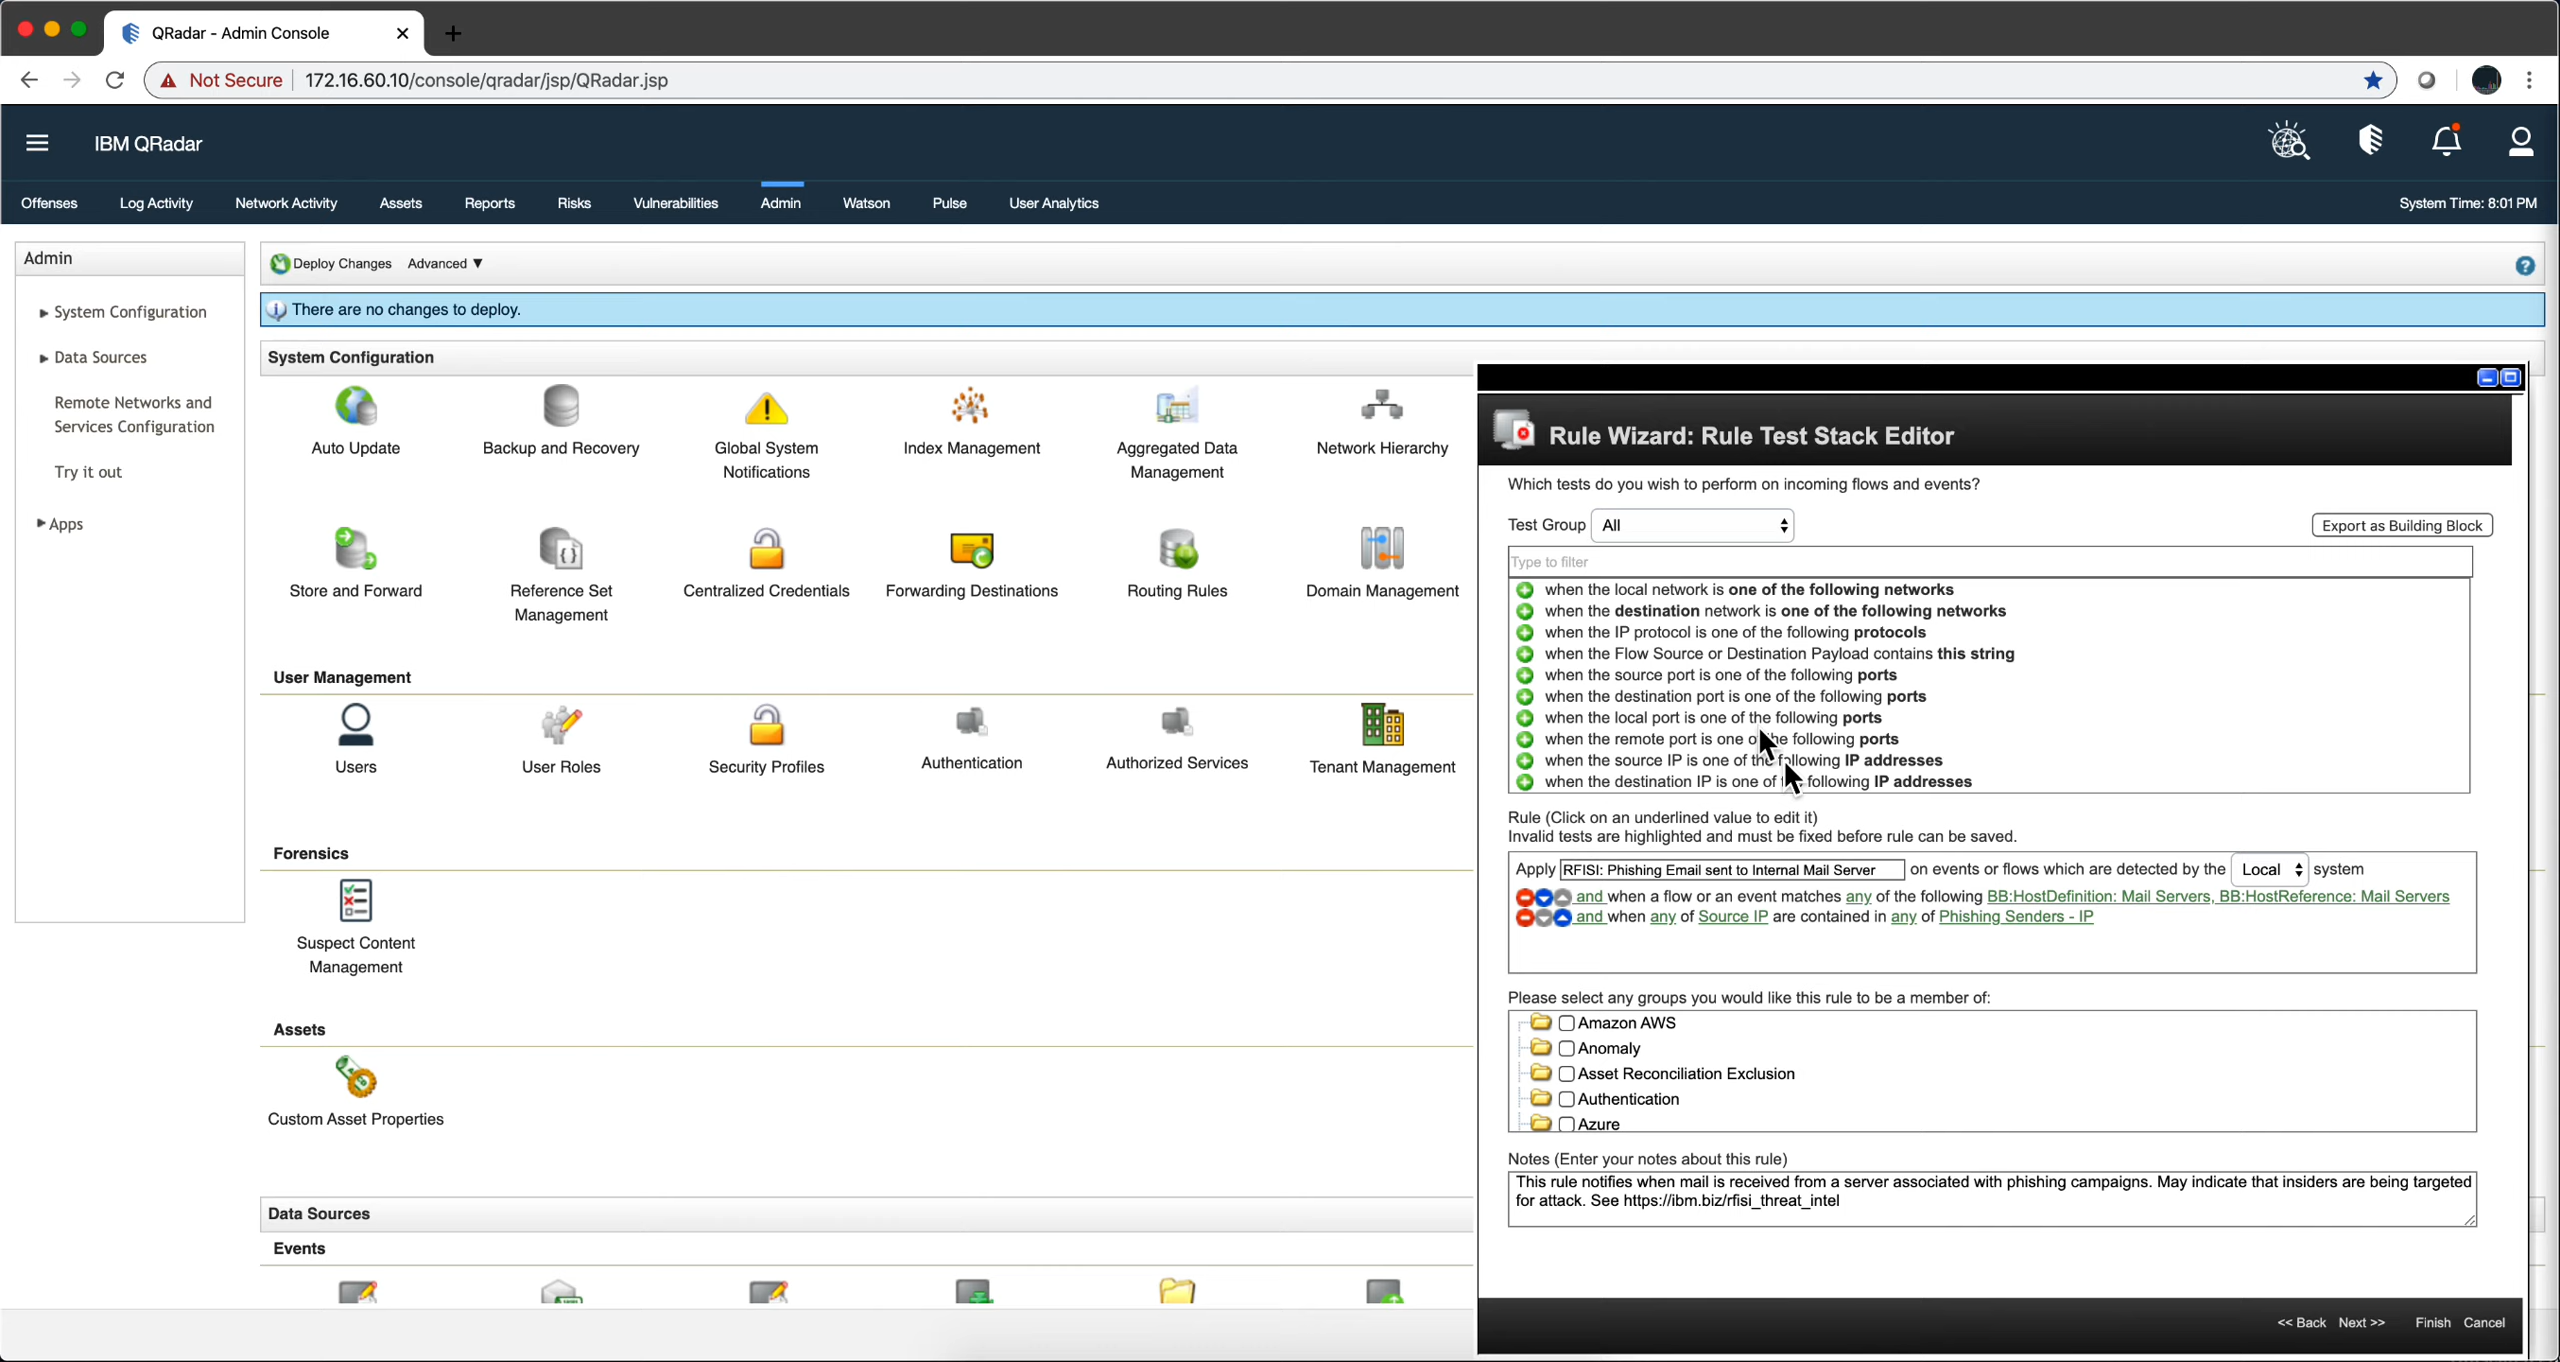 QRadar - Admin Console
Not Secure 172.16.60.10/console/qradar/jsp/QRadar.jsp
IBM QRadar
Offenses Log Activity Network Activity Assets Reports Risks Vulnerabilities Admin Watson Pulse User Analytics System Time: 8:01 PM
Admin
System Configuration
Data Sources
Remote Networks and
Services Configuration
Try it out
Apps
Deploy Changes Advanced ▼
There are no changes to deploy.
System Configuration
Auto Update
Backup and Recovery
Global System
Notifications
Index Management
Aggregated Data
Management
Network Hierarchy
Store and Forward
Reference Set
Management
Centralized Credentials
Forwarding Destinations
Routing Rules
Domain Management
User Management
Users
User Roles
Security Profiles
Authentication
Authorized Services
Tenant Management
Forensics
Suspect Content
Management
Assets
Custom Asset Properties
Data Sources
Events
Rule Wizard: Rule Test Stack Editor
Which tests do you wish to perform on incoming flows and events?
Test Group All Export as Building Block
Type to filter
when the local network is one of the following networks
when the destination network is one of the following networks
when the IP protocol is one of the following protocols
when the Flow Source or Destination Payload contains this string
when the source port is one of the following ports
when the destination port is one of the following ports
when the local port is one of the following ports
when the remote port is one of the following ports
when the source IP is one of the following IP addresses
when the destination IP is one of following IP addresses
Rule (Click on an underlined value to edit it)
Invalid tests are highlighted and must be fixed before rule can be saved.
Apply RFISI: Phishing Email sent to Internal Mail Server on events or flows which are detected by the Local system
and when a flow or an event matches any of the following BB:HostDefinition: Mail Servers, BB:HostReference: Mail Servers
and when any of Source IP are contained in any of Phishing Senders - IP
Please select any groups you would like this rule to be a member of:
Amazon AWS
Anomaly
Asset Reconciliation Exclusion
Authentication
Azure
Notes (Enter your notes about this rule)
This rule notifies when mail is received from a server associated with phishing campaigns. May indicate that insiders are being targeted
for attack. See https://ibm.biz/rfisi_threat_intel
<< Back Next >> Finish Cancel